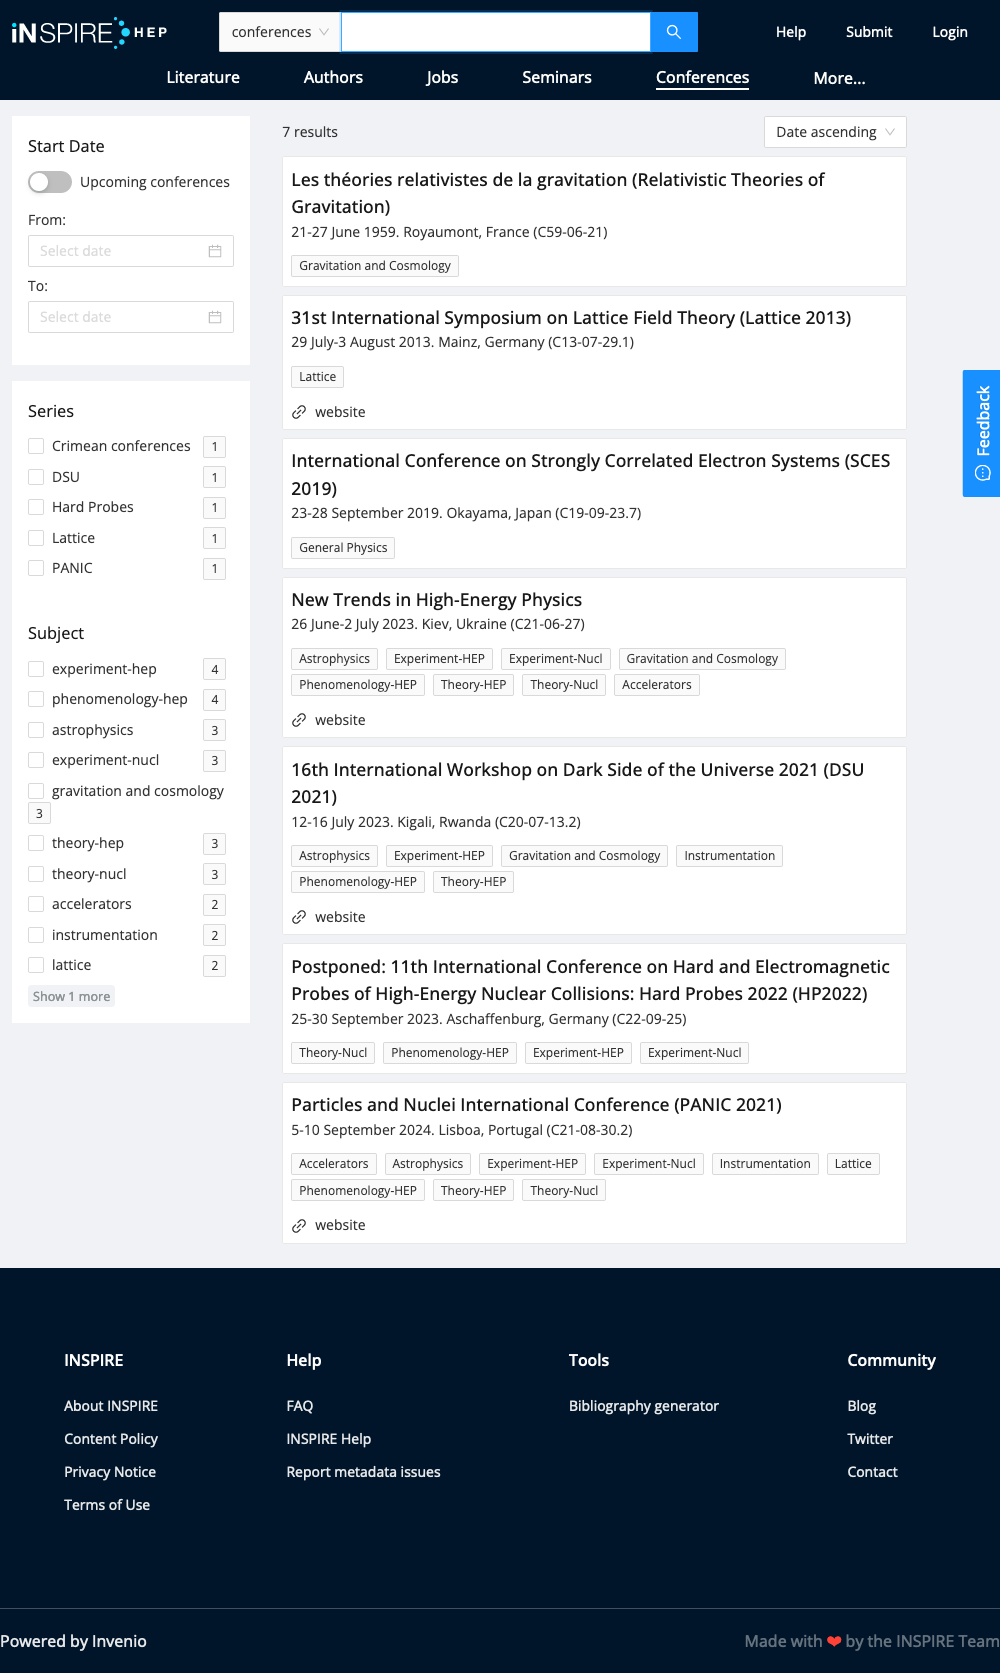 iNSPIRE HEP
conferences
Help
Submit
Login
Literature
Authors
Jobs
Seminars
Conferences
More...
Start Date
Upcoming conferences
From:
Select date
To:
Select date
Series
Crimean conferences 1
DSU 1
Hard Probes 1
Lattice 1
PANIC 1
Subject
experiment-hep 4
phenomenology-hep 4
astrophysics 3
experiment-nucl 3
gravitation and cosmology
3
theory-hep 3
theory-nucl 3
accelerators 2
instrumentation 2
lattice 2
Show 1 more
7 results
Date ascending
Les théories relativistes de la gravitation (Relativistic Theories of
Gravitation)
21-27 June 1959. Royaumont, France (C59-06-21)
Gravitation and Cosmology
31st International Symposium on Lattice Field Theory (Lattice 2013)
29 July-3 August 2013. Mainz, Germany (C13-07-29.1)
Lattice
website
International Conference on Strongly Correlated Electron Systems (SCES
2019)
23-28 September 2019. Okayama, Japan (C19-09-23.7)
General Physics
New Trends in High-Energy Physics
26 June-2 July 2023. Kiev, Ukraine (C21-06-27)
Astrophysics Experiment-HEP Experiment-Nucl Gravitation and Cosmology
Phenomenology-HEP Theory-HEP Theory-Nucl Accelerators
website
16th International Workshop on Dark Side of the Universe 2021 (DSU
2021)
12-16 July 2023. Kigali, Rwanda (C20-07-13.2)
Astrophysics Experiment-HEP Gravitation and Cosmology Instrumentation
Phenomenology-HEP Theory-HEP
website
Postponed: 11th International Conference on Hard and Electromagnetic
Probes of High-Energy Nuclear Collisions: Hard Probes 2022 (HP2022)
25-30 September 2023. Aschaffenburg, Germany (C22-09-25)
Theory-Nucl Phenomenology-HEP Experiment-HEP Experiment-Nucl
Particles and Nuclei International Conference (PANIC 2021)
5-10 September 2024. Lisboa, Portugal (C21-08-30.2)
Accelerators Astrophysics Experiment-HEP Experiment-Nucl Instrumentation Lattice
Phenomenology-HEP Theory-HEP Theory-Nucl
website
Feedback
INSPIRE
About INSPIRE
Content Policy
Privacy Notice
Terms of Use
Help
FAQ
INSPIRE Help
Report metadata issues
Tools
Bibliography generator
Community
Blog
Twitter
Contact
Powered by Invenio
Made with ❤ by the INSPIRE Team